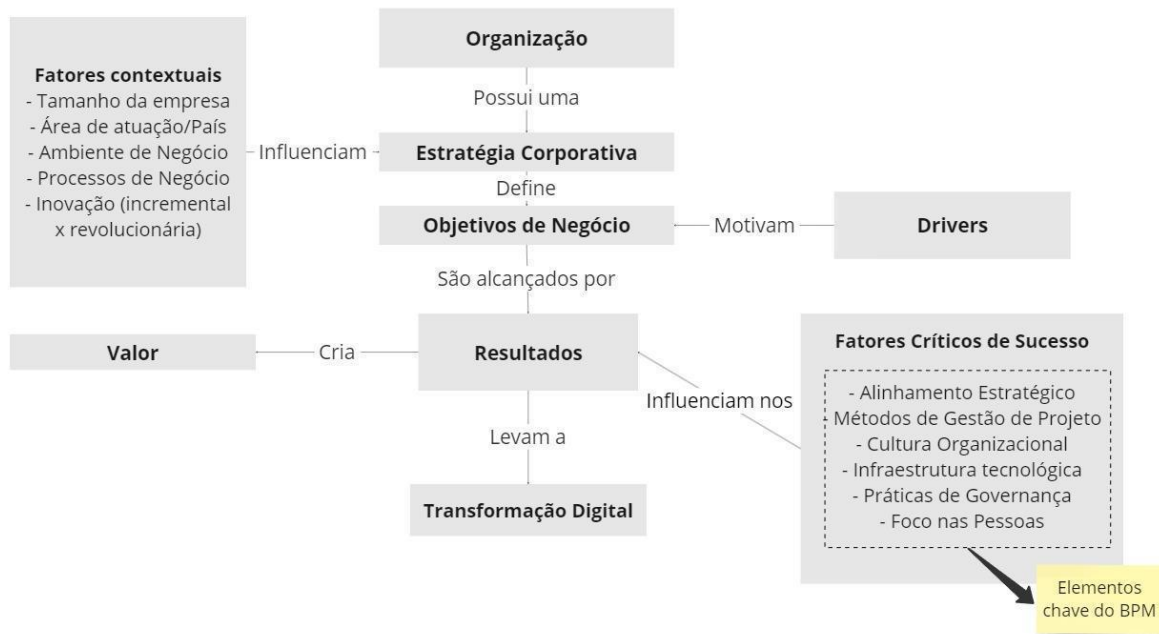 Organização
Possui uma
Fatores contextuais
- Tamanho da empresa
- Área de atuação/País
- Ambiente de Negócio
- Processos de Negócio
- Inovação (incremental
x revolucionária)
Influenciam
Estratégia Corporativa
Define
Objetivos de Negócio
Motivam
Drivers
São alcançados por
Valor
Cria
Resultados
Influenciam nos
Fatores Críticos de Sucesso
- Alinhamento Estratégico
- Métodos de Gestão de Projeto
- Cultura Organizacional
- Infraestrutura tecnológica
- Práticas de Governança
- Foco nas Pessoas
Levam a
Transformação Digital
Elementos
chave do BPM